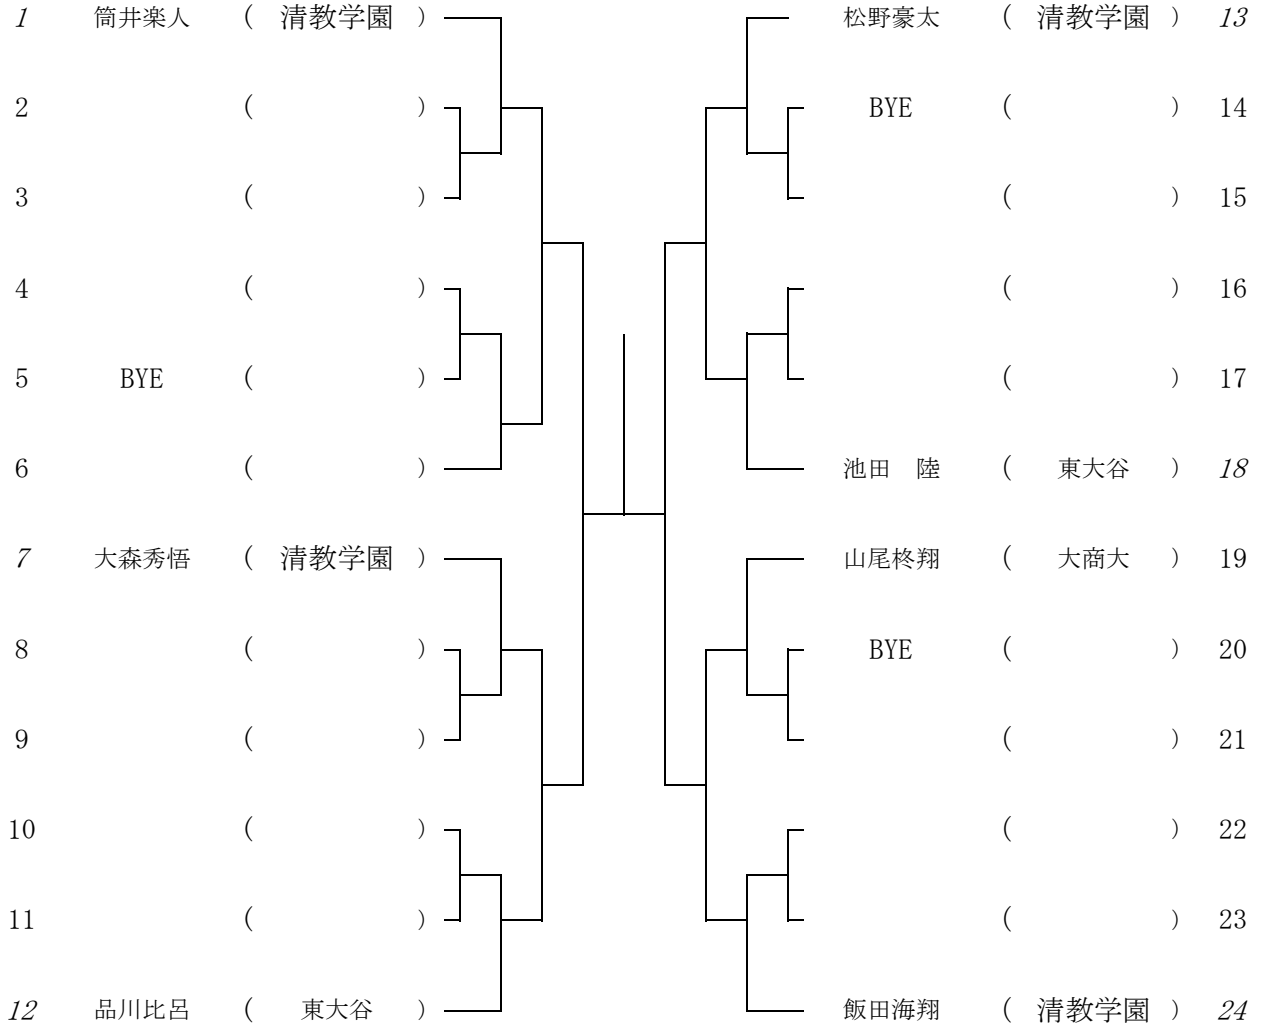 1 筒井楽人 ( 清教学園 ) 松野豪太 ( 清教学園 ) 13
2 ( ) BYE ( ) 14
3 ( ) ( ) 15
4 ( ) ( ) 16
5 BYE ( ) ( ) 17
6 ( ) 池田　陸 ( 東大谷 ) 18
7 大森秀悟 ( 清教学園 ) 山尾柊翔 ( 大商大 ) 19
8 ( ) BYE ( ) 20
9 ( ) ( ) 21
10 ( ) ( ) 22
11 ( ) ( ) 23
12 品川比呂 ( 東大谷 ) 飯田海翔 ( 清教学園 ) 24